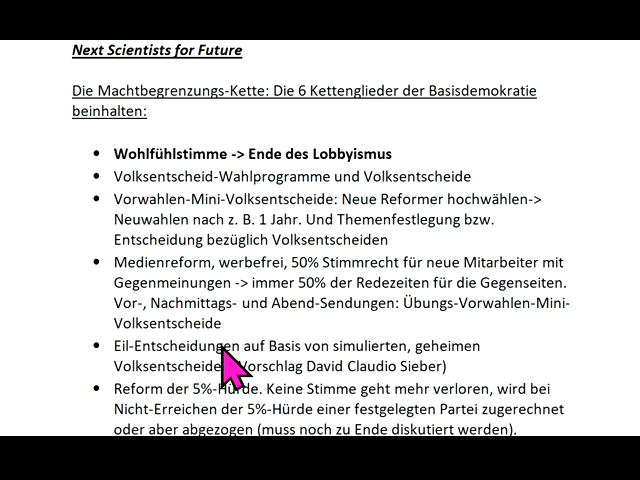 Next Scientists for Future
Die Machtbegrenzungs-Kette: Die 6 Kettenglieder der Basisdemokratie
beinhalten:
• Wohlfühlstimme -> Ende des Lobbyismus
• Volksentscheid-Wahlprogramme und Volksentscheide
• Vorwahlen-Mini-Volksentscheide: Neue Reformer hochwählen->
Neuwahlen nach z. B. 1 Jahr. Und Themenfestlegung bzw.
Entscheidung bezüglich Volksentscheiden
• Medienreform, werbefrei, 50% Stimmrecht für neue Mitarbeiter mit
Gegenmeinungen -> immer 50% der Redezeiten für die Gegenseiten.
Vor-, Nachmittags- und Abend-Sendungen: Übungs-Vorwahlen-Mini-
Volksentscheide
• Eil-Entscheidungen auf Basis von simulierten, geheimen
Volksentscheiden (Vorschlag David Claudio Sieber)
• Reform der 5%-Hürde. Keine Stimme geht mehr verloren, wird bei
Nicht-Erreichen der 5%-Hürde einer festgelegten Partei zugerechnet
oder aber abgezogen (muss noch zu Ende diskutiert werden).